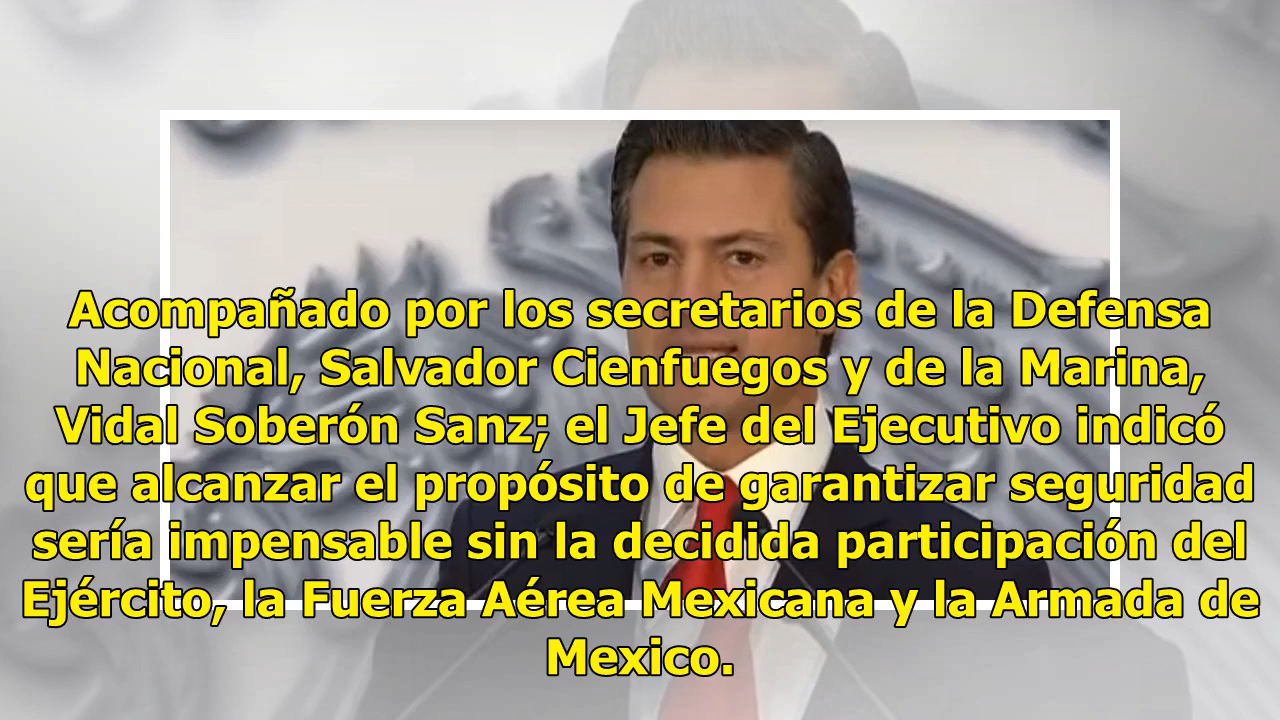 Acompañado por los secretarios de la Defensa
Nacional, Salvador Cienfuegos y de la Marina,
Vidal Soberón Sanz; el Jefe del Ejecutivo indicó
que alcanzar el propósito de garantizar seguridad
sería impensable sin la decidida participación del
Ejército, la Fuerza Aérea Mexicana y la Armada de
Mexico.